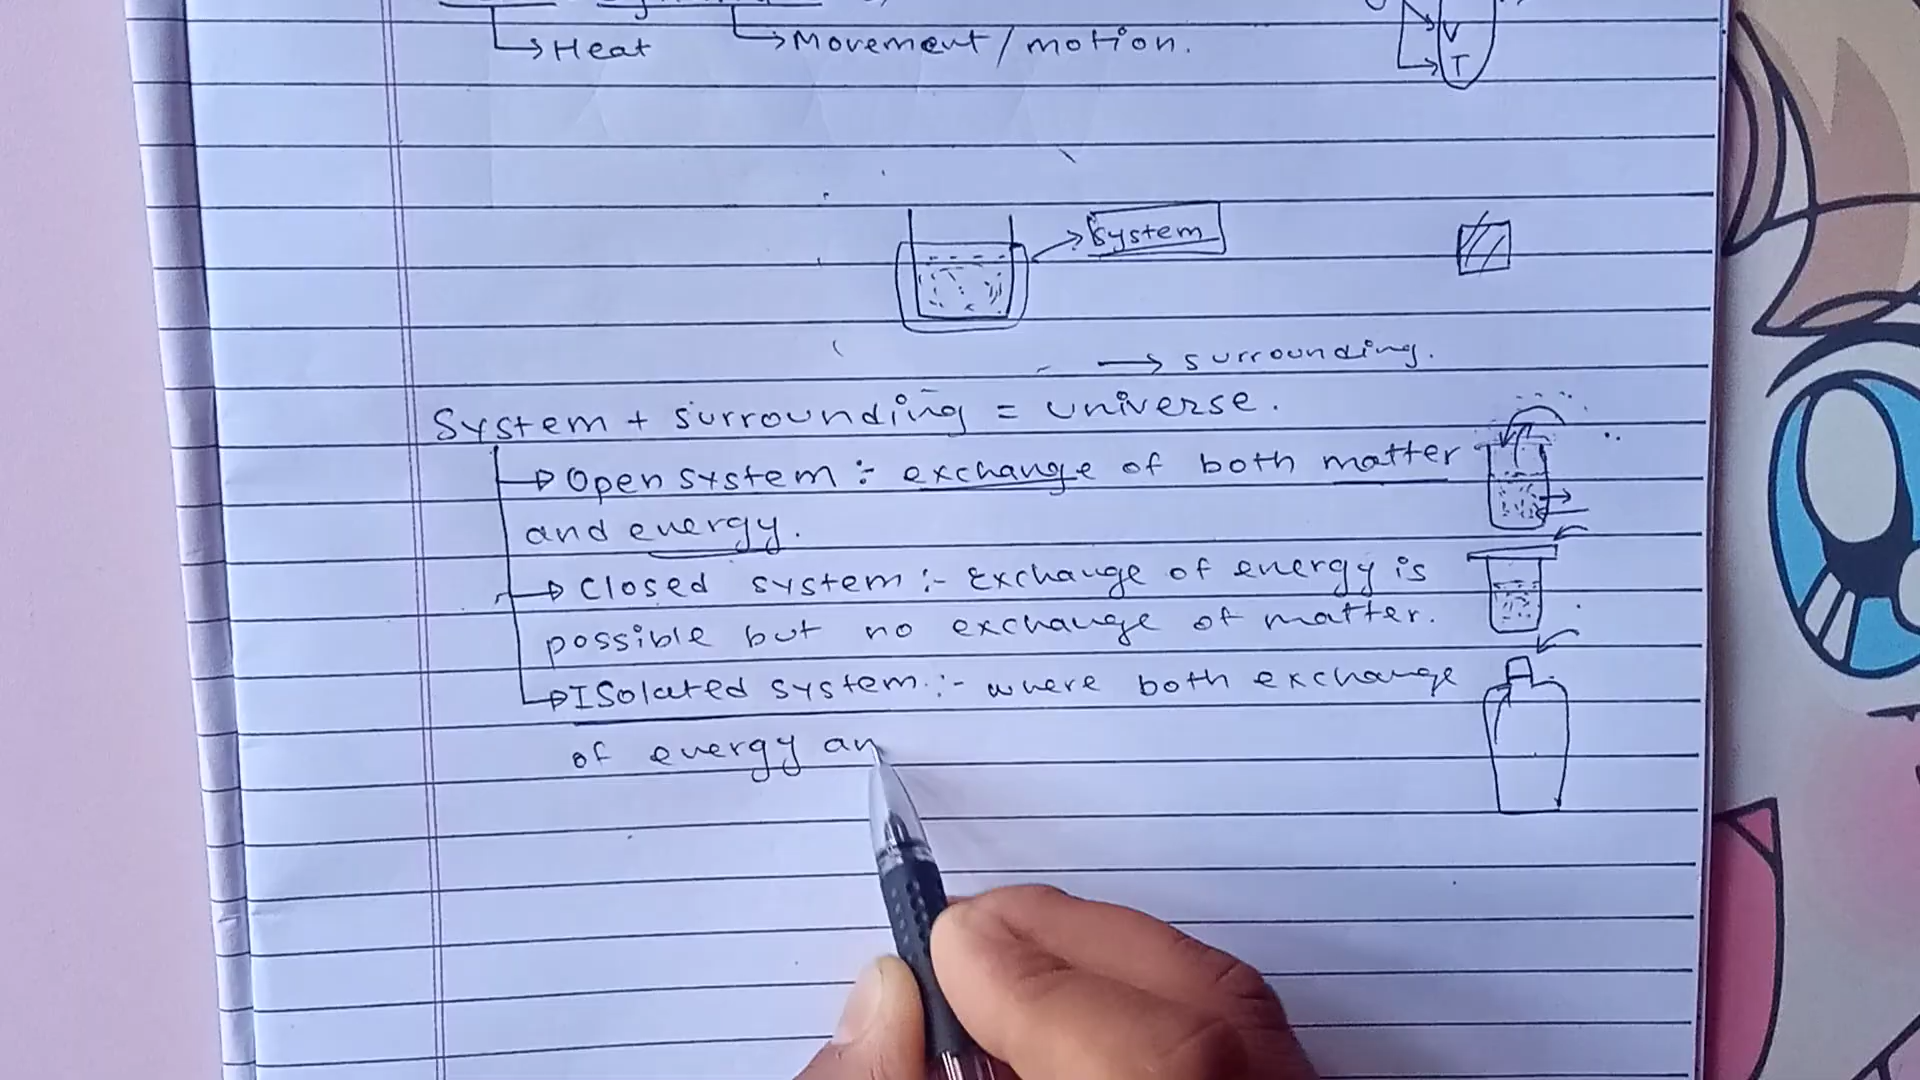 →Heat →Movement/motion.
V
T
→System
→ surrounding.
System + surrounding = universe.
→Open system :- exchange of both matter
and energy.
→ Closed system :- Exchange of energy is
possible but no exchange of matter.
→ISolated system :- where both exchange
of energy an